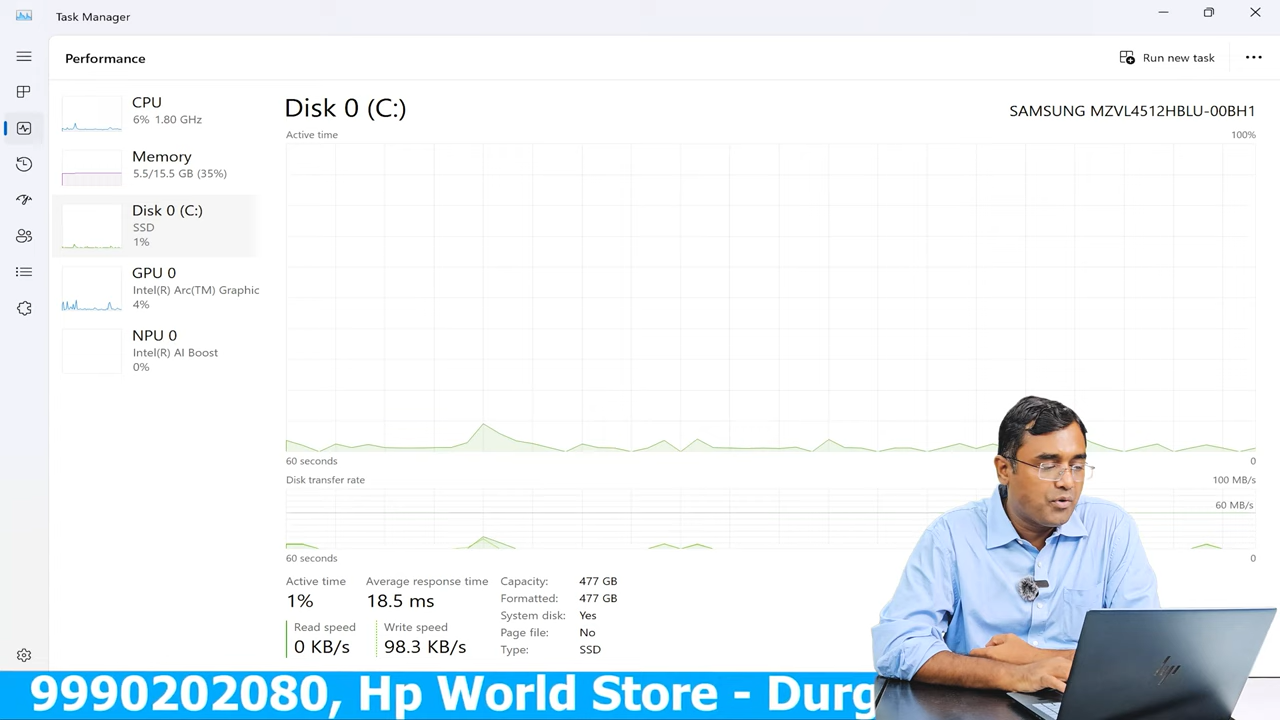 Task Manager
Performance
Run new task
CPU
6% 1.80 GHz
Memory
5.5/15.5 GB (35%)
Disk 0 (C:)
SSD
1%
GPU 0
Intel(R) Arc(TM) Graphic
4%
NPU 0
Intel(R) AI Boost
0%
Disk 0 (C:)
SAMSUNG MZVL4512HBLU-00BH1
Active time
100%
60 seconds
0
Disk transfer rate
100 MB/s
60 MB/s
60 seconds
0
Active time
1%
Average response time
18.5 ms
Read speed
0 KB/s
Write speed
98.3 KB/s
Capacity: 477 GB
Formatted: 477 GB
System disk: Yes
Page file: No
Type: SSD
hp
9990202080, Hp World Store - Durg